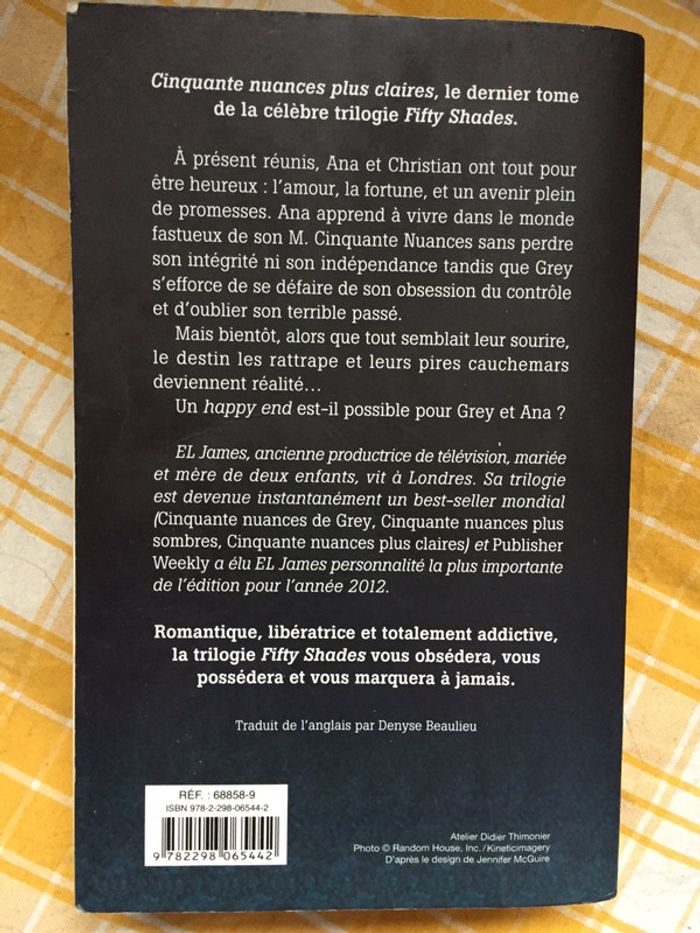 Cinquante nuances plus claires, le dernier tome
de la célèbre trilogie Fifty Shades.
À présent réunis, Ana et Christian ont tout pour
être heureux : l'amour, la fortune, et un avenir plein
de promesses. Ana apprend à vivre dans le monde
fastueux de son M. Cinquante Nuances sans perdre
son intégrité ni son indépendance tandis que Grey
s'efforce de se défaire de son obsession du contrôle
et d'oublier son terrible passé.
Mais bientôt, alors que tout semblait leur sourire,
le destin les rattrape et leurs pires cauchemars
deviennent réalité...
Un happy end est-il possible pour Grey et Ana ?
EL James, ancienne productrice de télévision, mariée
et mère de deux enfants, vit à Londres. Sa trilogie
est devenue instantanément un best-seller mondial
(Cinquante nuances de Grey, Cinquante nuances plus
sombres, Cinquante nuances plus claires) et Publisher
Weekly a élu EL James personnalité la plus importante
de l'édition pour l'année 2012.
Romantique, libératrice et totalement addictive,
la trilogie Fifty Shades vous obsédera, vous
possédera et vous marquera à jamais.
Traduit de l'anglais par Denyse Beaulieu
RÉF. : 68858-9
ISBN 978-2-298-06544-2
9 782298 065442
Atelier Didier Thimonier
Photo © Random House, Inc. / Kineticimagery
D'après le design de Jennifer McGuire